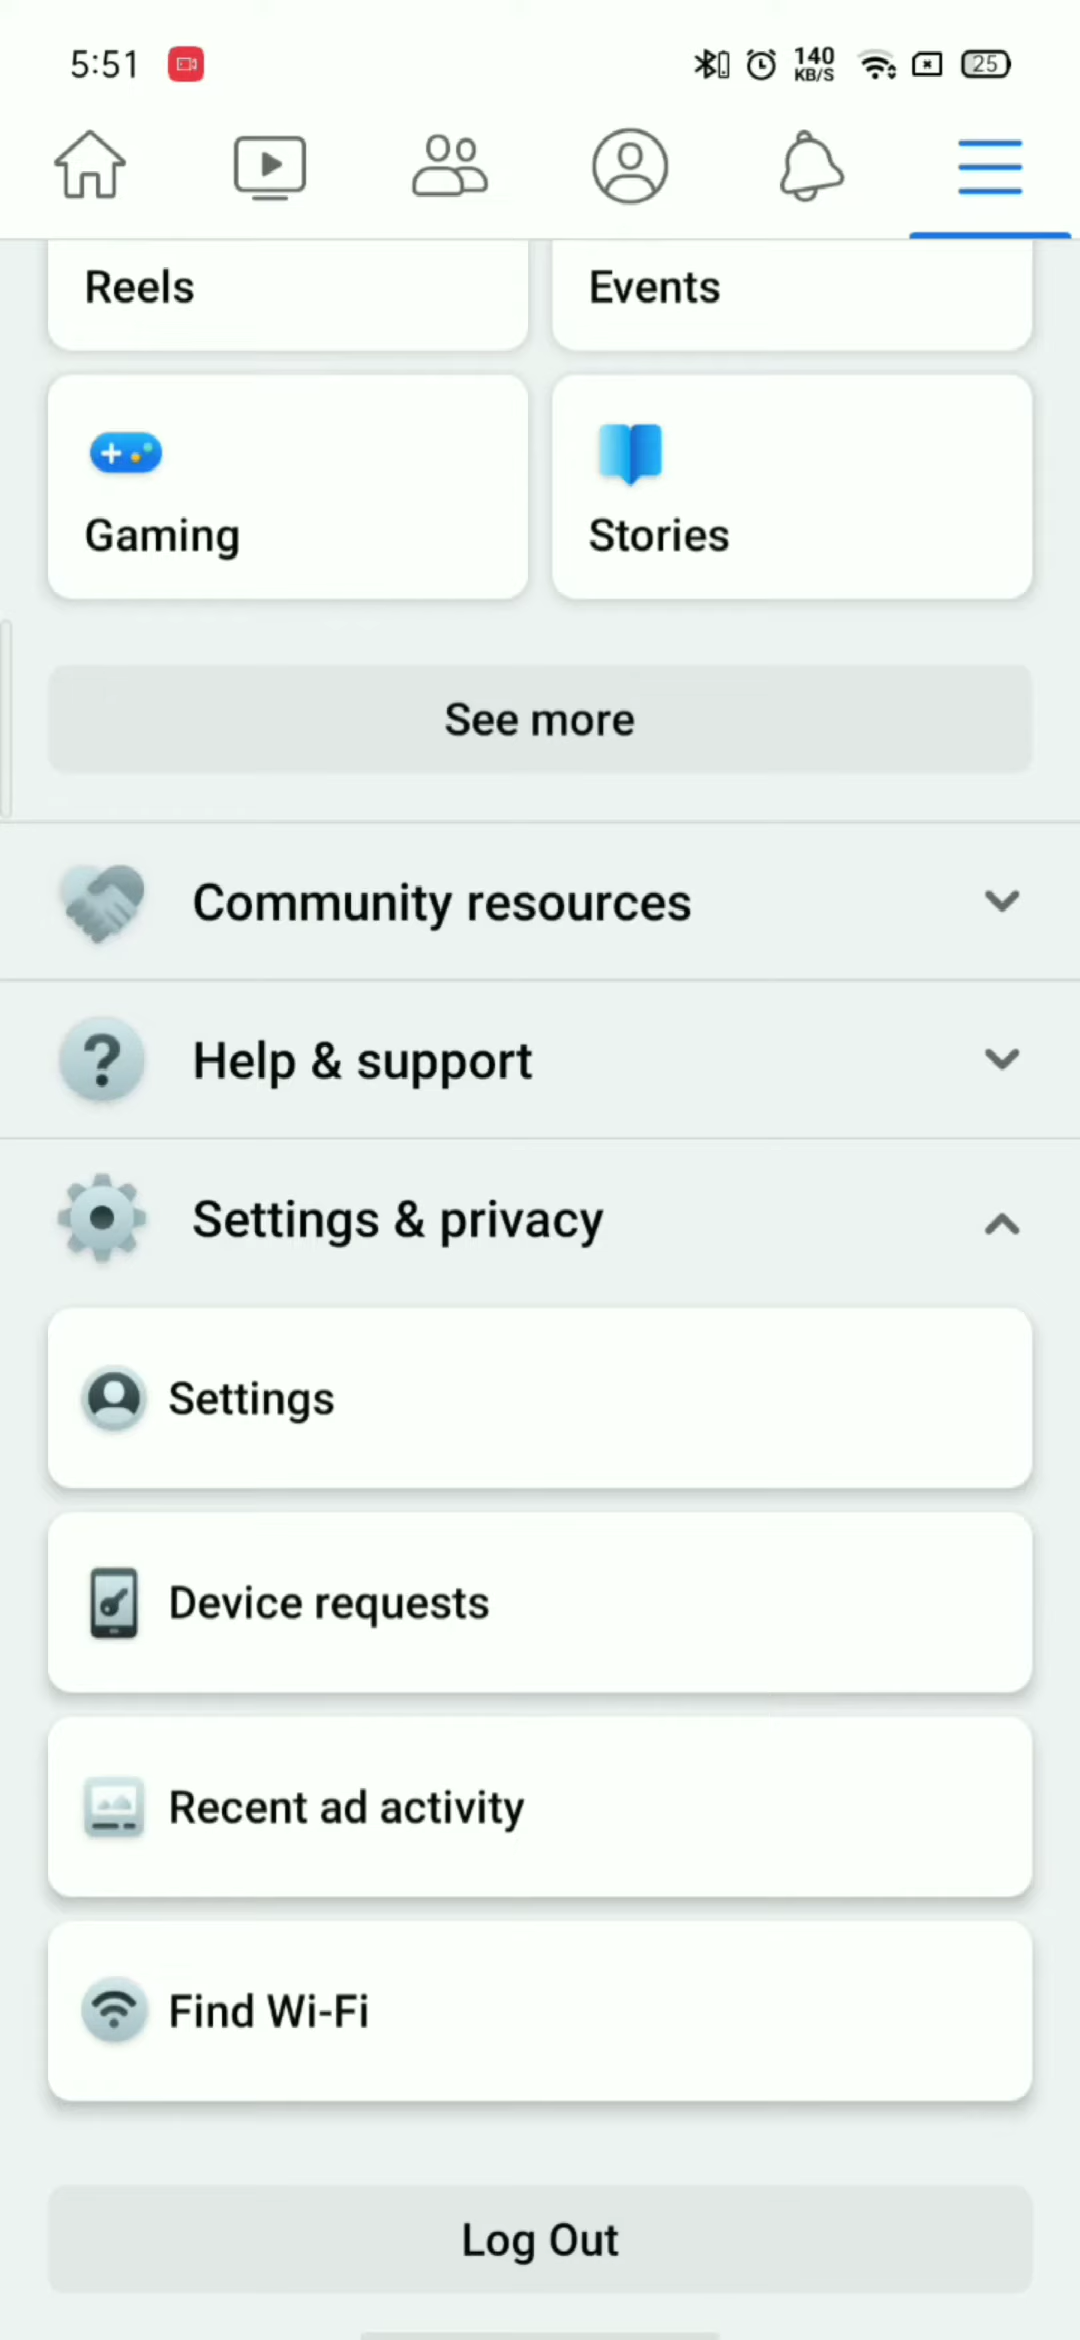 5:51
140
KB/S
25
Reels
Events
Gaming
Stories
See more
Community resources
Help & support
Settings & privacy
Settings
Device requests
Recent ad activity
Find Wi-Fi
Log Out